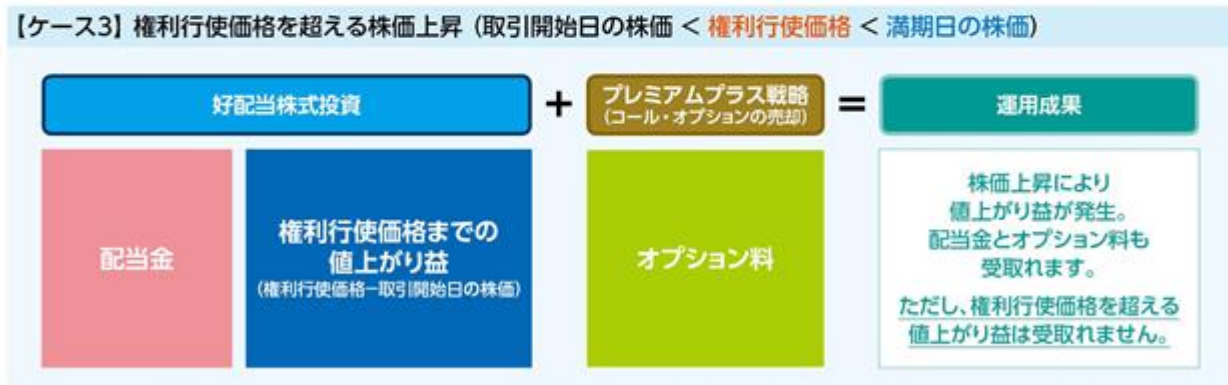 【ケース3】権利行使価格を超える株価上昇（取引開始日の株価 < 権利行使価格 < 満期日の株価）
好配当株式投資
+
プレミアムプラス戦略
（コール・オプションの売却）
=
運用成果
配当金
権利行使価格までの
値上がり益
（権利行使価格−取引開始日の株価）
オプション料
株価上昇により
値上がり益が発生。
配当金とオプション料も
受取れます。
ただし、権利行使価格を超える
値上がり益は受取れません。